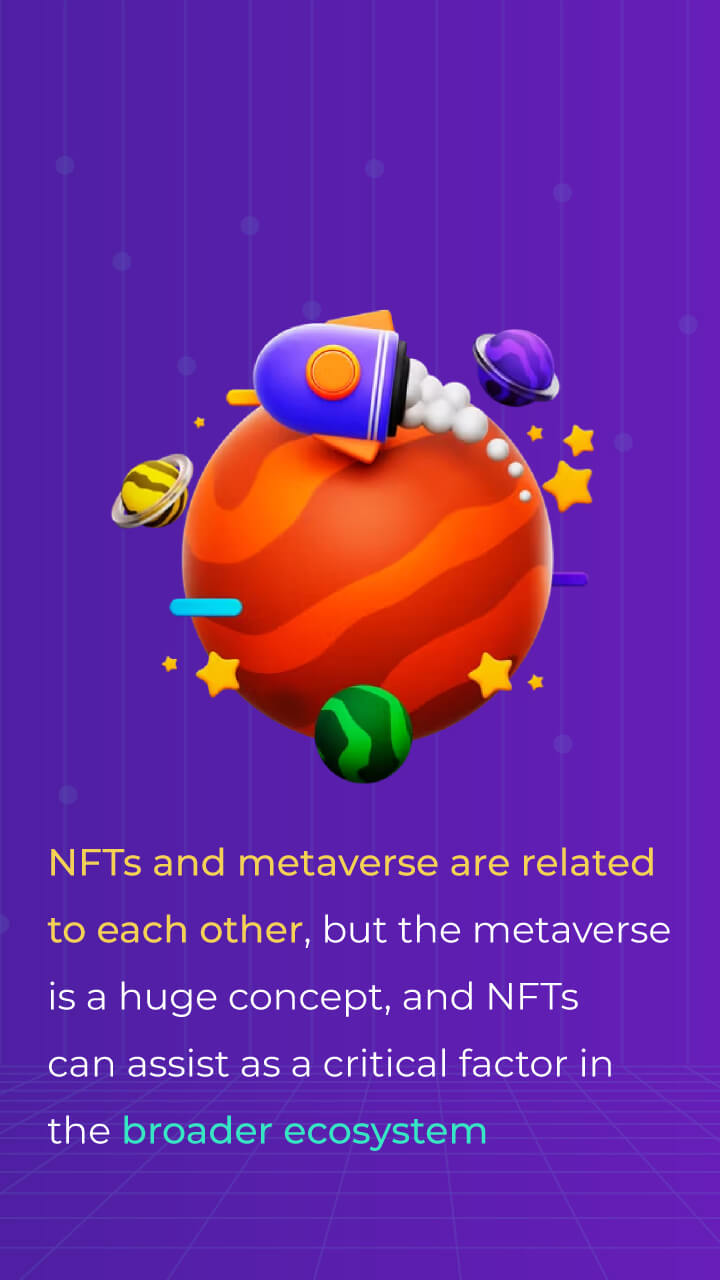 NFTs and metaverse are related
to each other, but the metaverse
is a huge concept, and NFTs
can assist as a critical factor in
the broader ecosystem